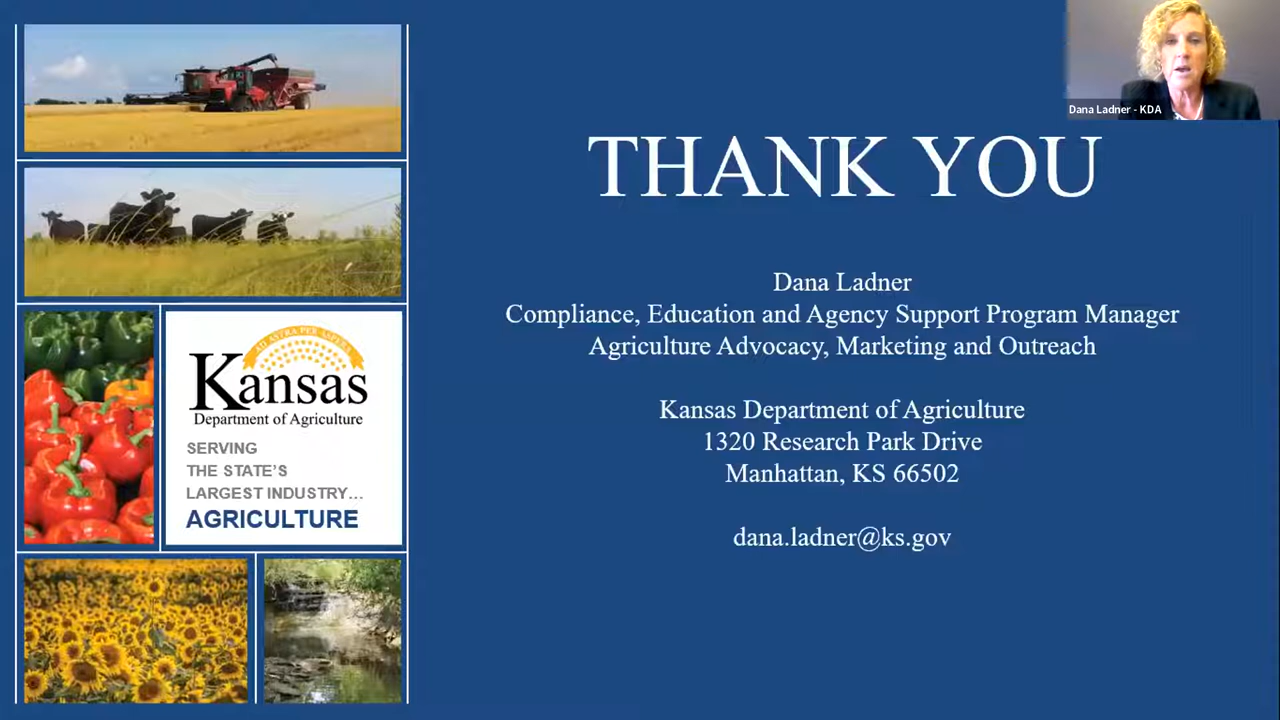 Dana Ladner - KDA
THANK YOU
Dana Ladner
Compliance, Education and Agency Support Program Manager
Agriculture Advocacy, Marketing and Outreach
Kansas Department of Agriculture
1320 Research Park Drive
Manhattan, KS 66502
dana.ladner@ks.gov
AD ASTRA PER ASPERA
Kansas
Department of Agriculture
SERVING
THE STATE'S
LARGEST INDUSTRY...
AGRICULTURE